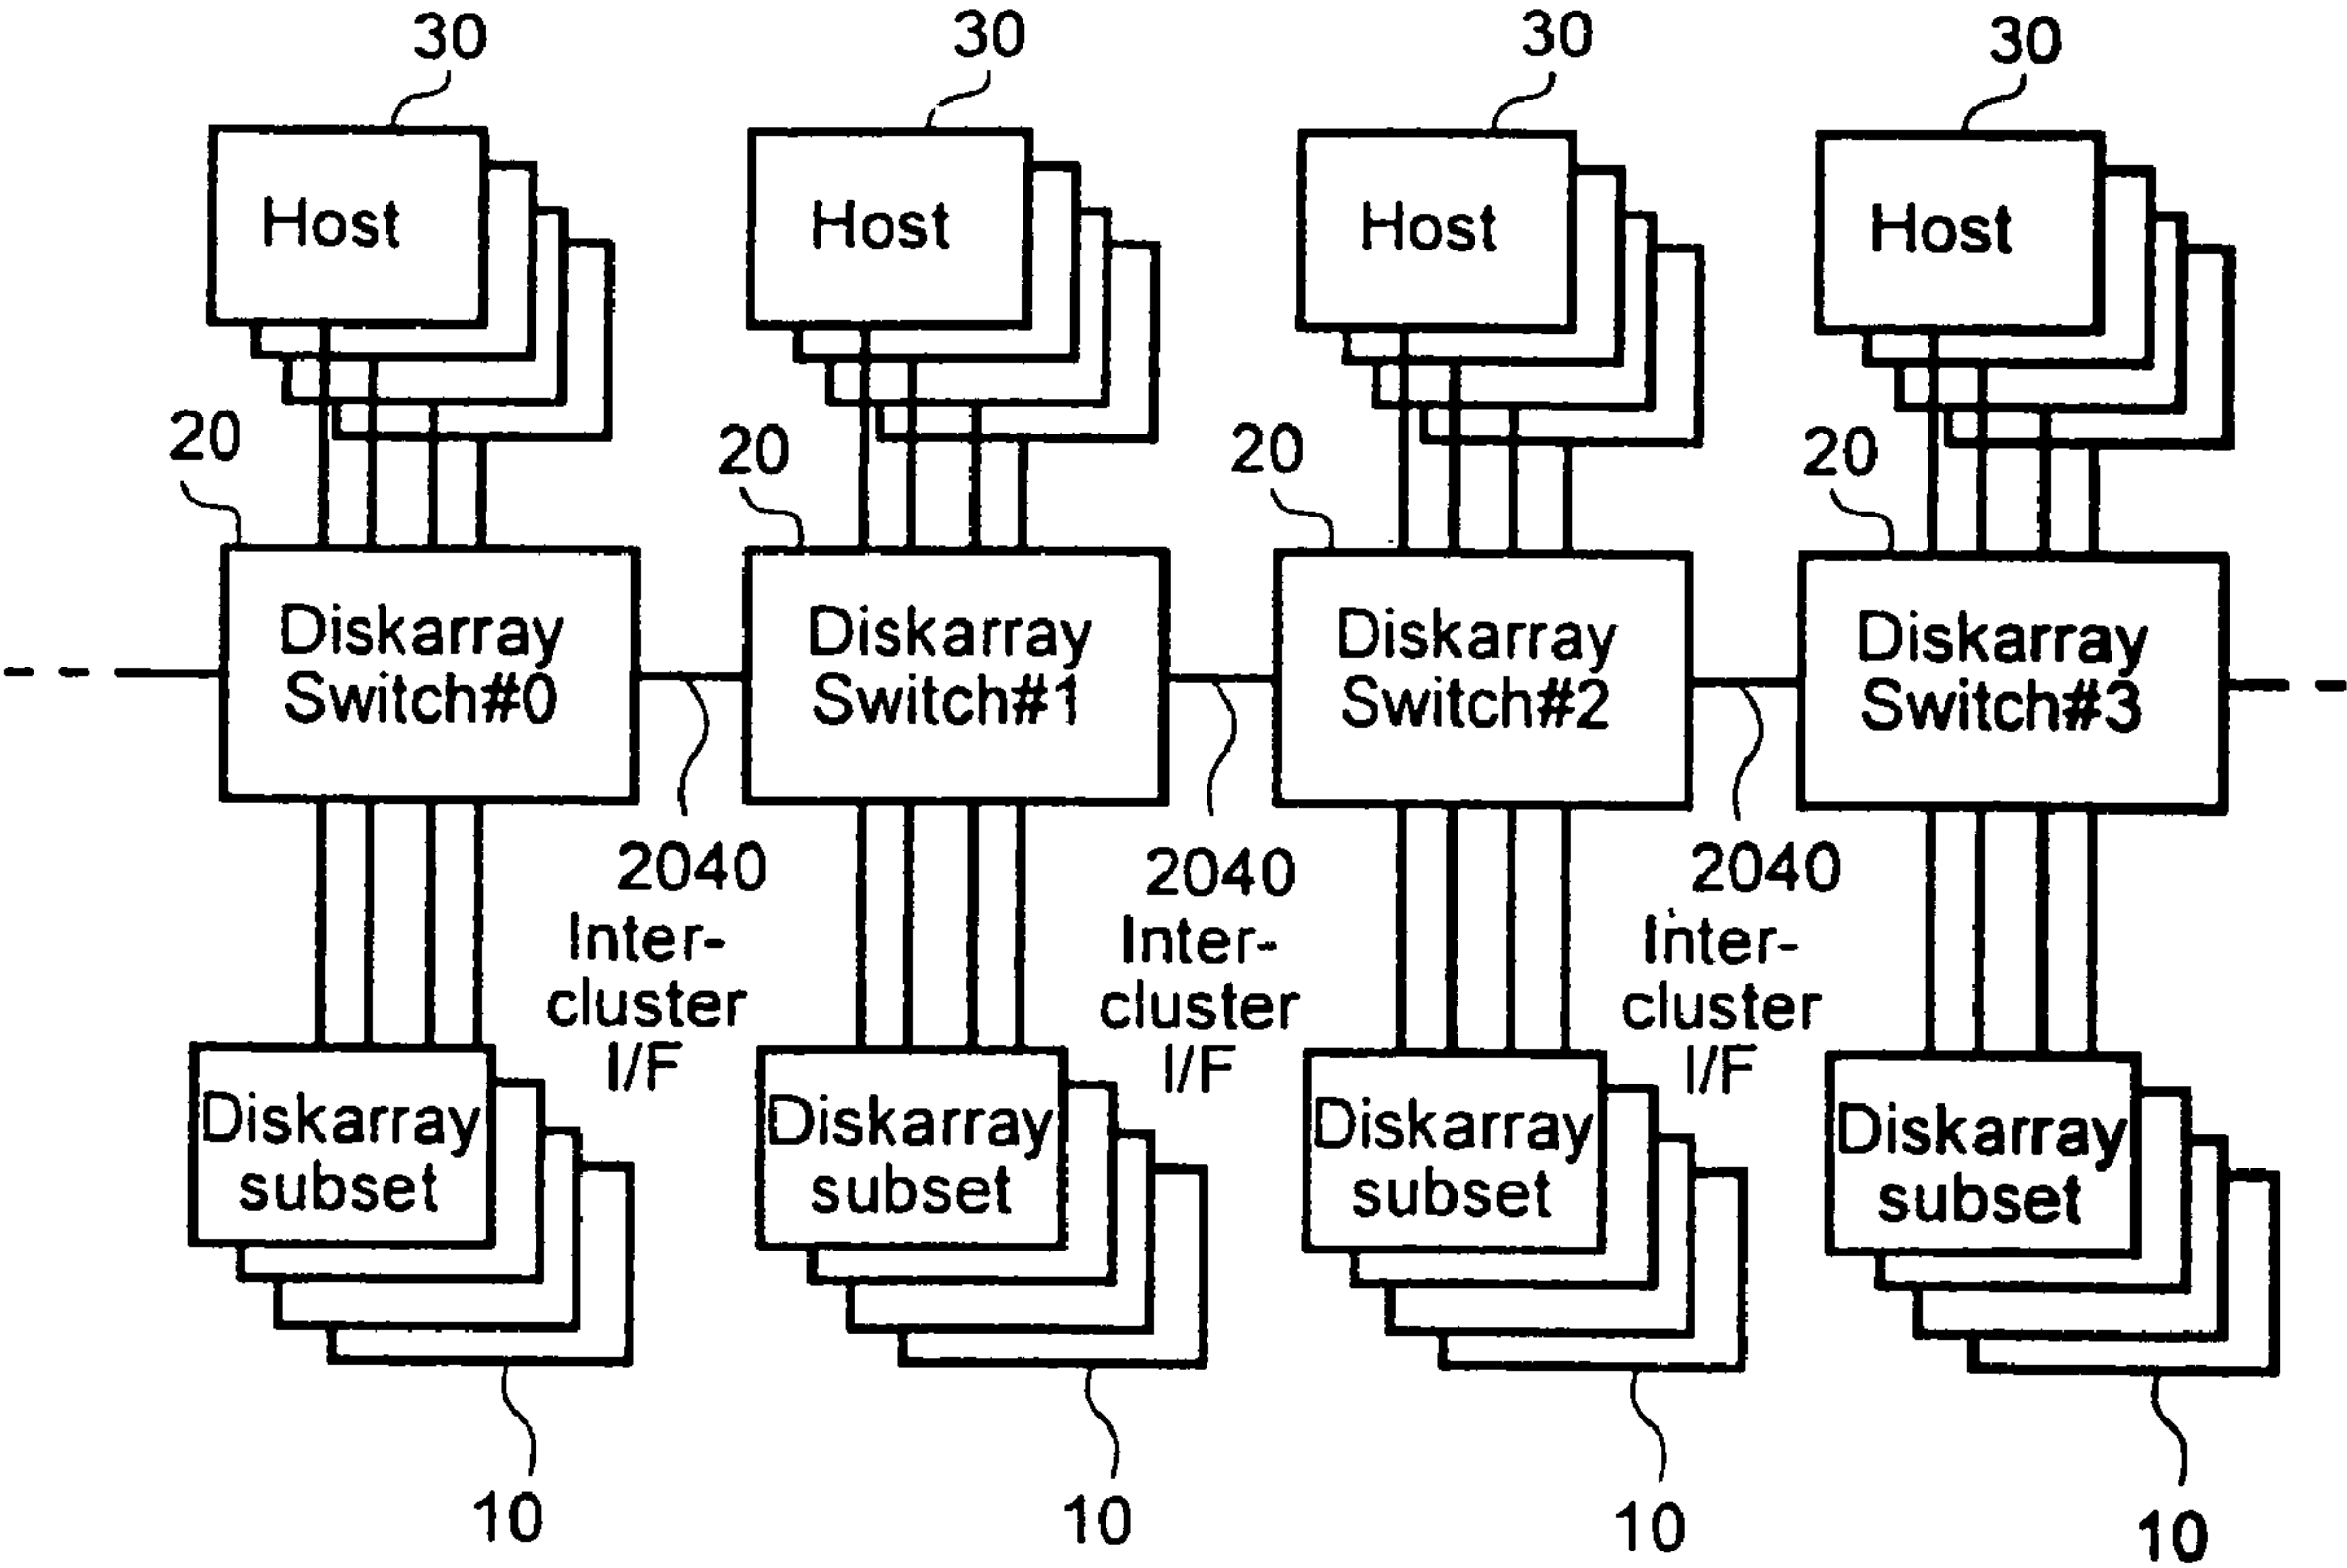 30 30 30 30
Host Host Host Host
20 20 20 20
Diskarray Diskarray Diskarray Diskarray
Switch#0 Switch#1 Switch#2 Switch#3
2040 2040 2040
Inter- Inter- Inter-
cluster cluster cluster
I/F I/F I/F
Diskarray Diskarray Diskarray Diskarray
subset subset subset subset
10 10 10 10